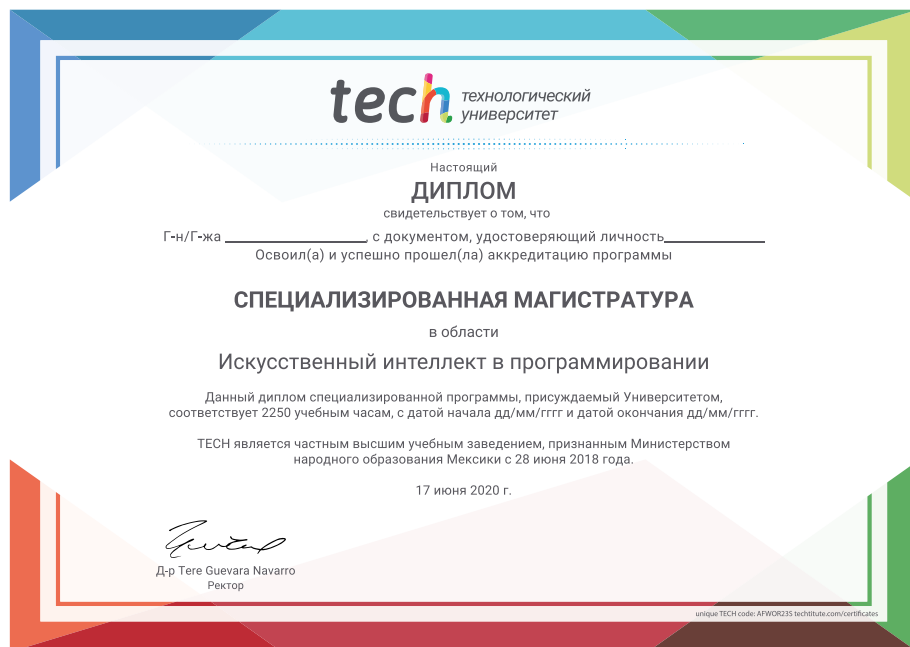 tech технологический
университет
Настоящий
ДИПЛОМ
свидетельствует о том, что
Г-н/Г-жа , с документом, удостоверяющий личность
Освоил(а) и успешно прошел(ла) аккредитацию программы
СПЕЦИАЛИЗИРОВАННАЯ МАГИСТРАТУРА
в области
Искусственный интеллект в программировании
Данный диплом специализированной программы, присуждаемый Университетом,
соответствует 2250 учебным часам, с датой начала дд/мм/гггг и датой окончания дд/мм/гггг.
TECH является частным высшим учебным заведением, признанным Министерством
народного образования Мексики с 28 июня 2018 года.
17 июня 2020 г.
Д-р Tere Guevara Navarro
Ректор
unique TECH code: AFWOR23S techtitute.com/certificates